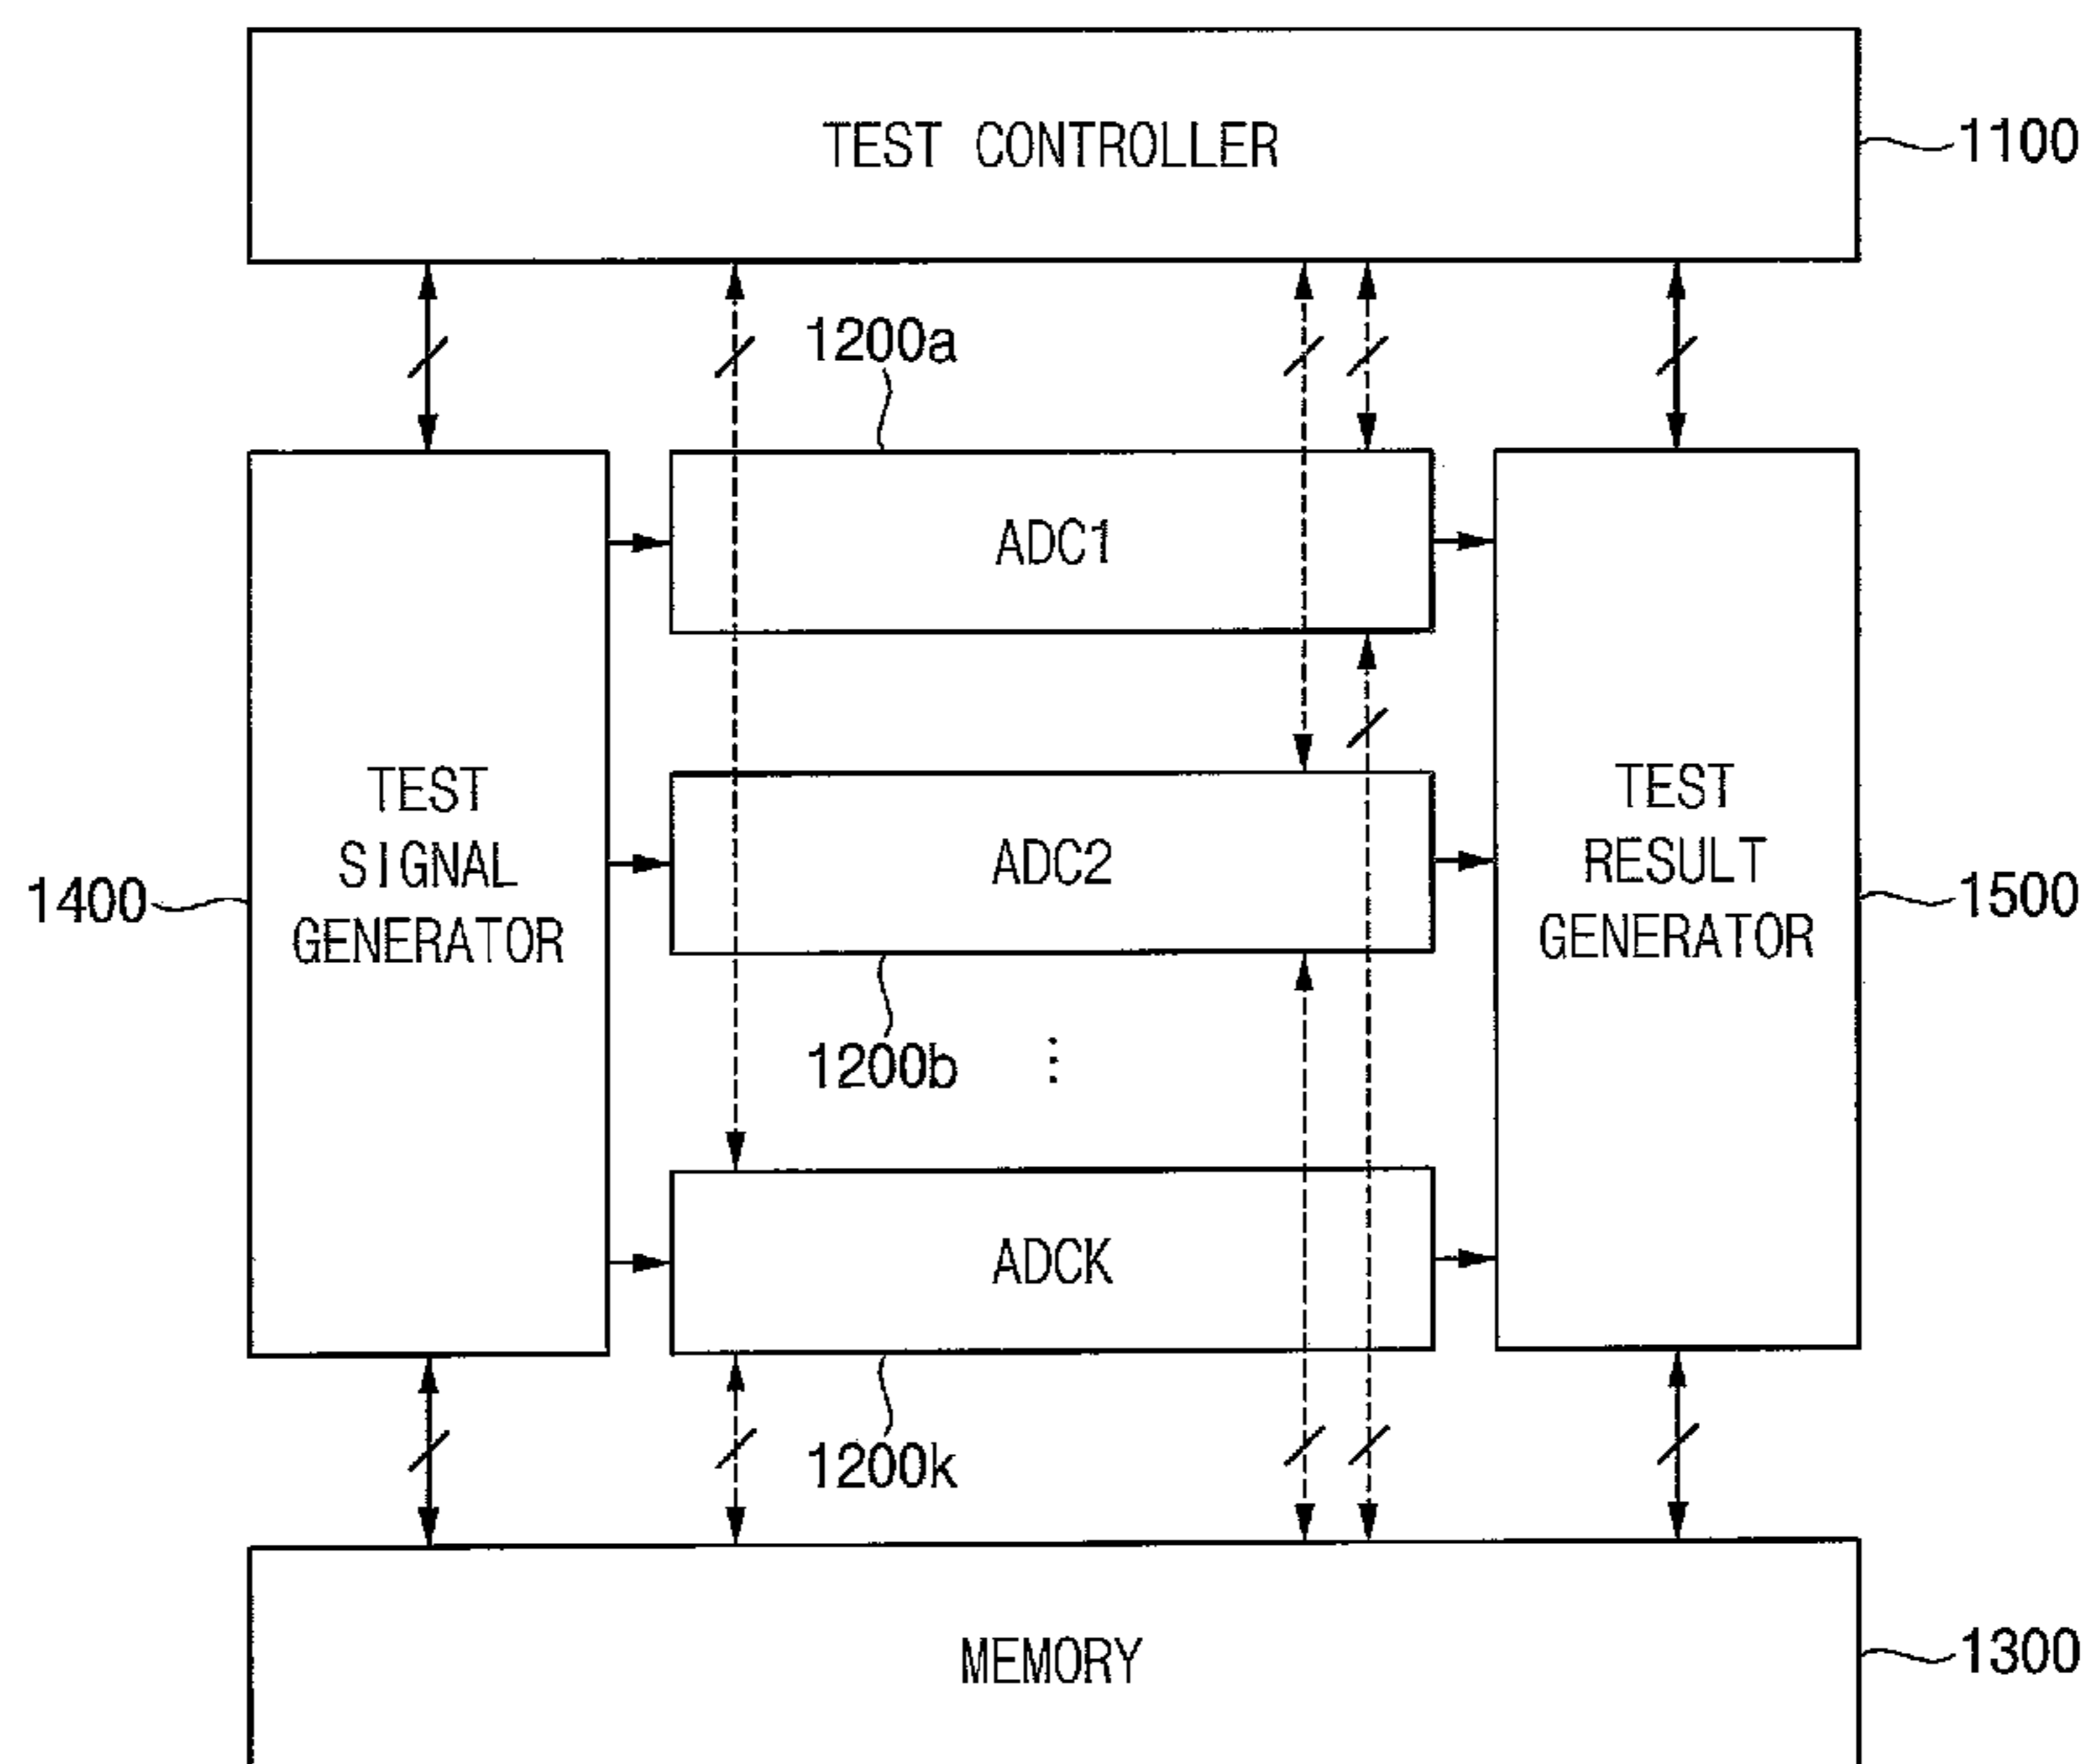 TEST CONTROLLER
1100
1200a
ADC1
TEST
SIGNAL
GENERATOR
1400
ADC2
1200b
⋮
TEST
RESULT
GENERATOR
1500
ADCK
1200k
MEMORY
1300